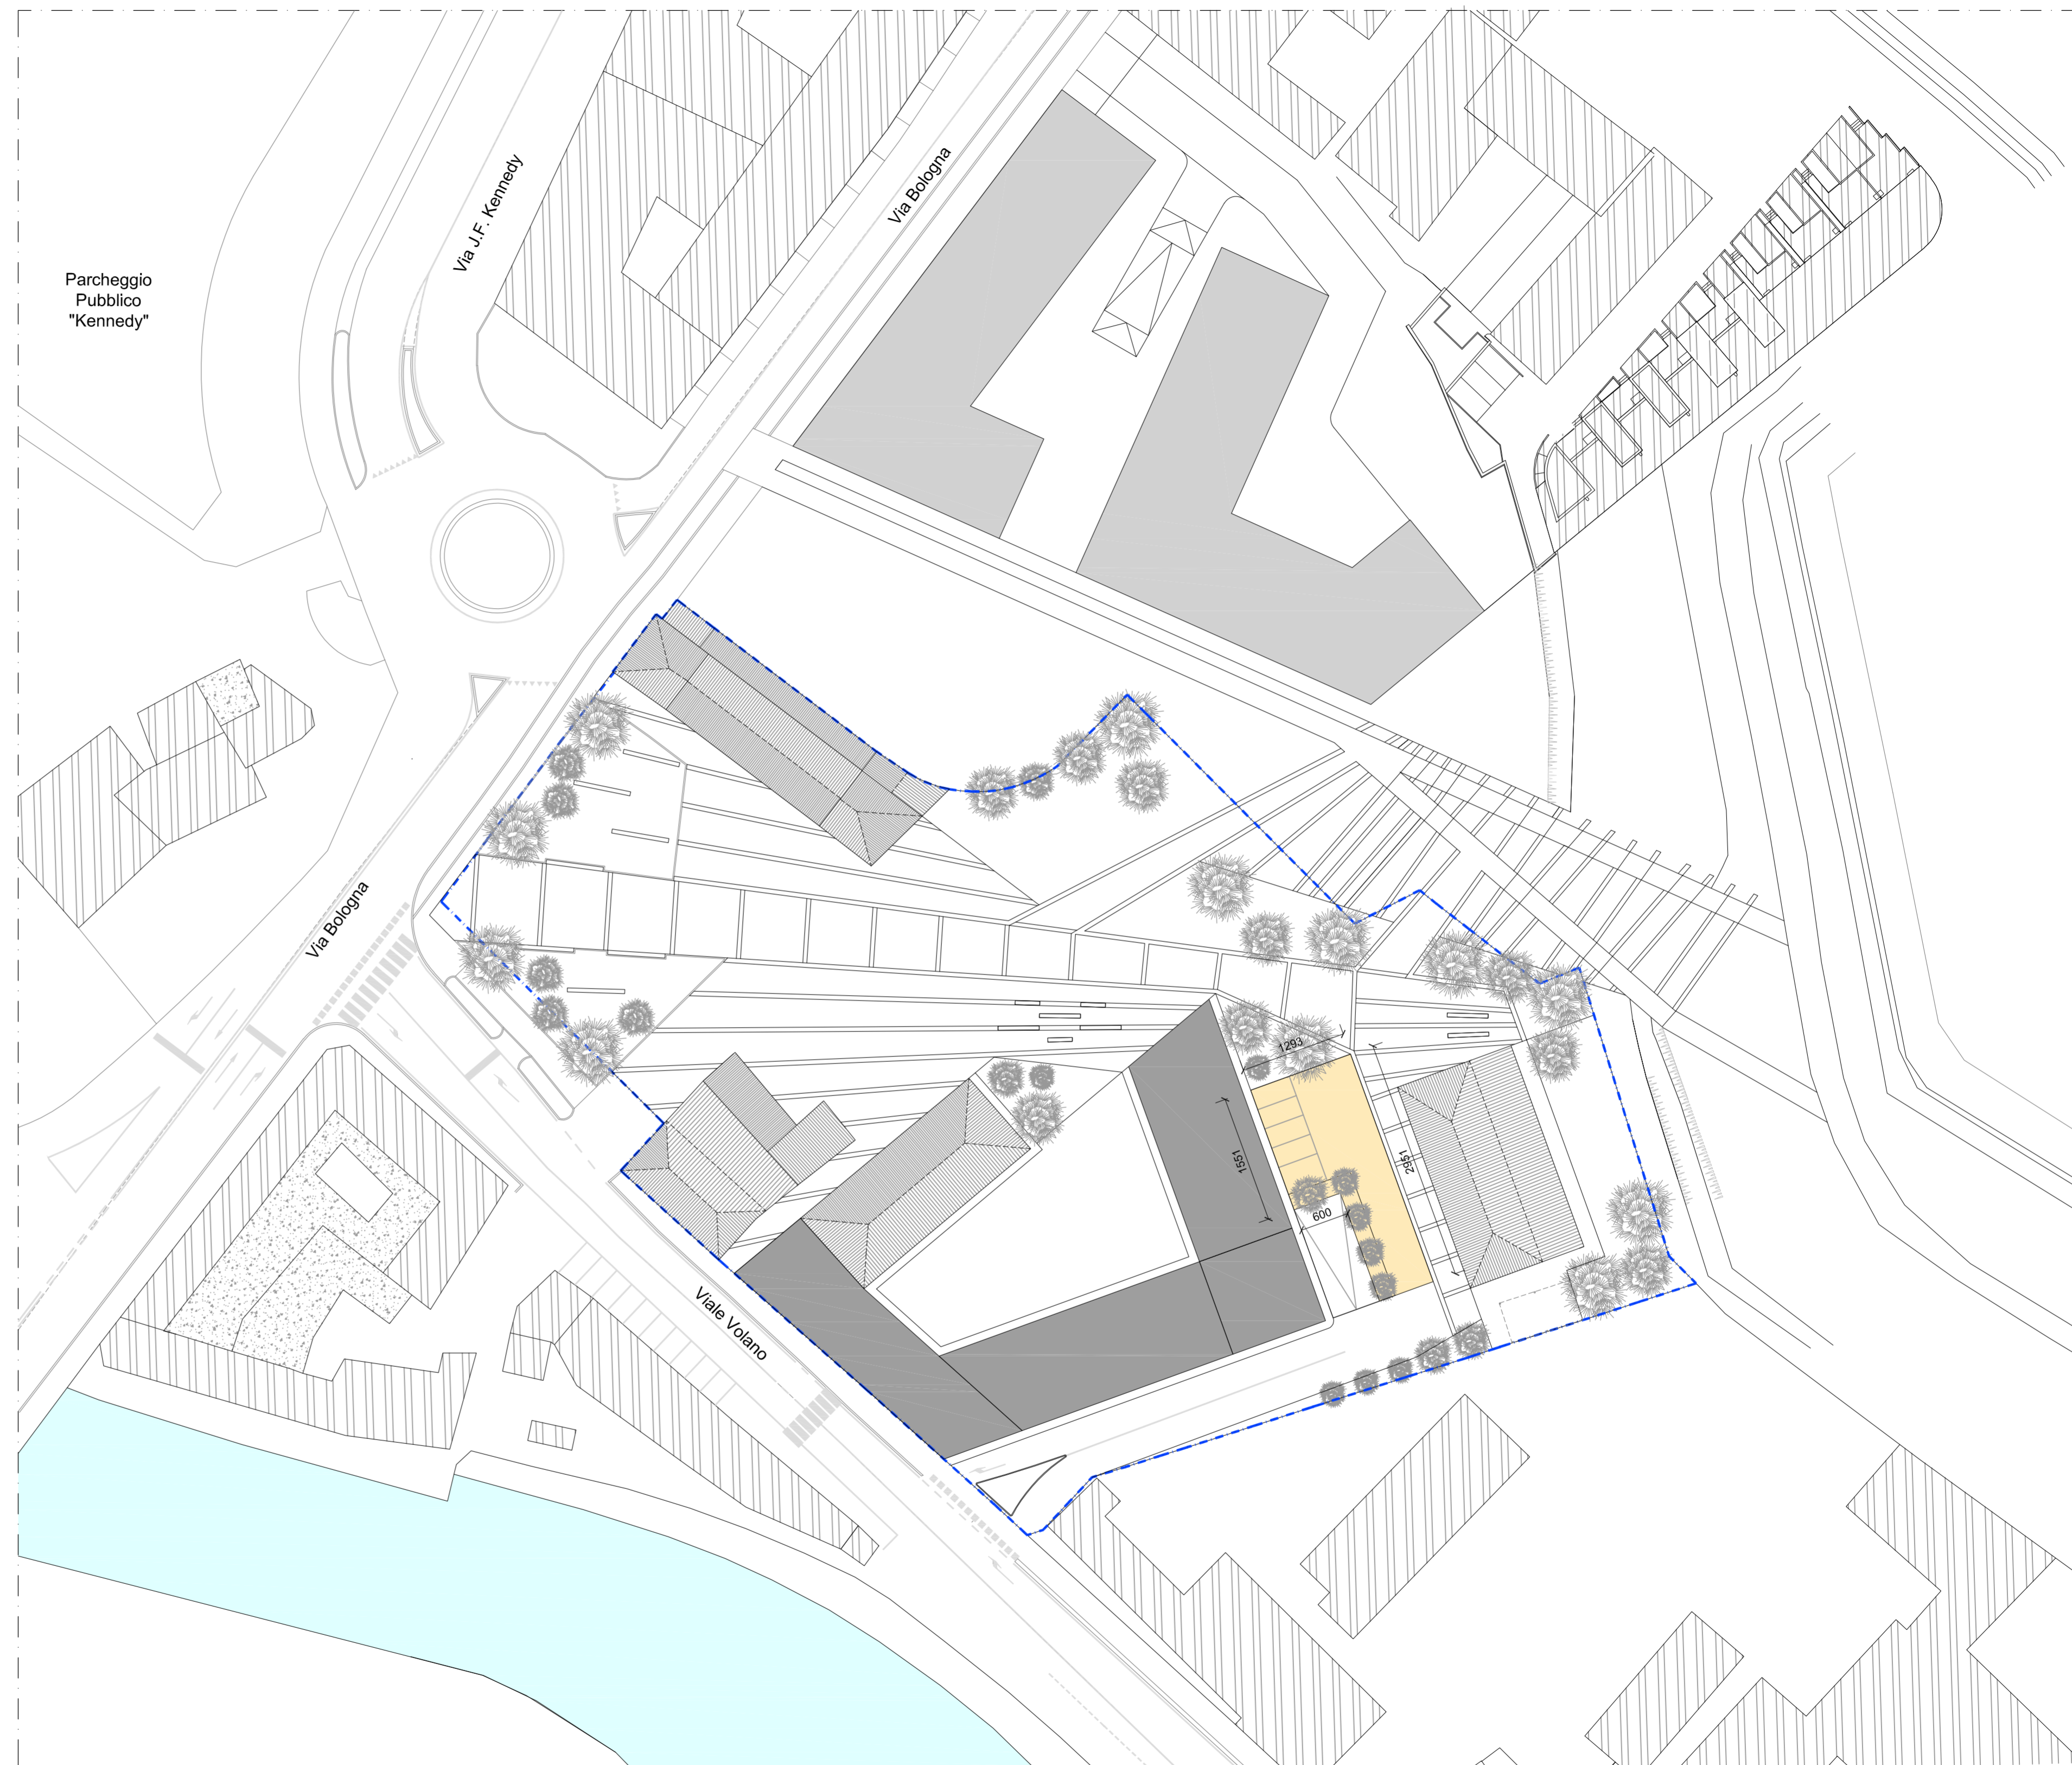 Via Bologna
Via J.F. Kennedy
Parcheggio
Pubblico
"Kennedy"
Via Bologna
1293
1551
2951
600
Viale Volano